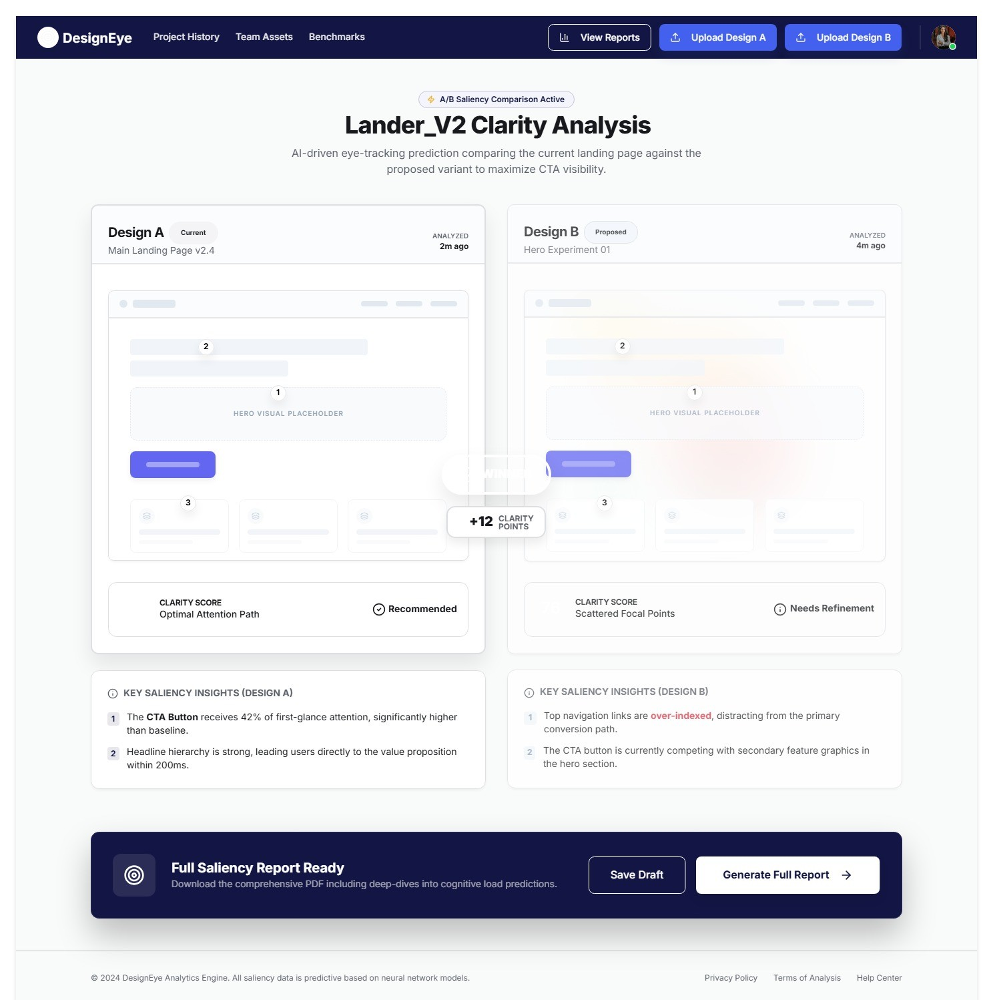 DesignEye
Project History
Team Assets
Benchmarks
View Reports
Upload Design A
Upload Design B
A/B Saliency Comparison Active
Lander_V2 Clarity Analysis
AI-driven eye-tracking prediction comparing the current landing page against the
proposed variant to maximize CTA visibility.
Design A
Current
Main Landing Page v2.4
ANALYZED
2m ago
2
1
HERO VISUAL PLACEHOLDER
3
CLARITY SCORE
Optimal Attention Path
Recommended
Design B
Proposed
Hero Experiment 01
ANALYZED
4m ago
2
1
HERO VISUAL PLACEHOLDER
3
CLARITY SCORE
Scattered Focal Points
Needs Refinement
+12
CLARITY
POINTS
KEY SALIENCY INSIGHTS (DESIGN A)
1
The CTA Button receives 42% of first-glance attention, significantly higher
than baseline.
2
Headline hierarchy is strong, leading users directly to the value proposition
within 200ms.
KEY SALIENCY INSIGHTS (DESIGN B)
1
Top navigation links are over-indexed, distracting from the primary
conversion path.
2
The CTA button is currently competing with secondary feature graphics in
the hero section.
Full Saliency Report Ready
Download the comprehensive PDF including deep-dives into cognitive load predictions.
Save Draft
Generate Full Report
© 2024 DesignEye Analytics Engine. All saliency data is predictive based on neural network models.
Privacy Policy
Terms of Analysis
Help Center